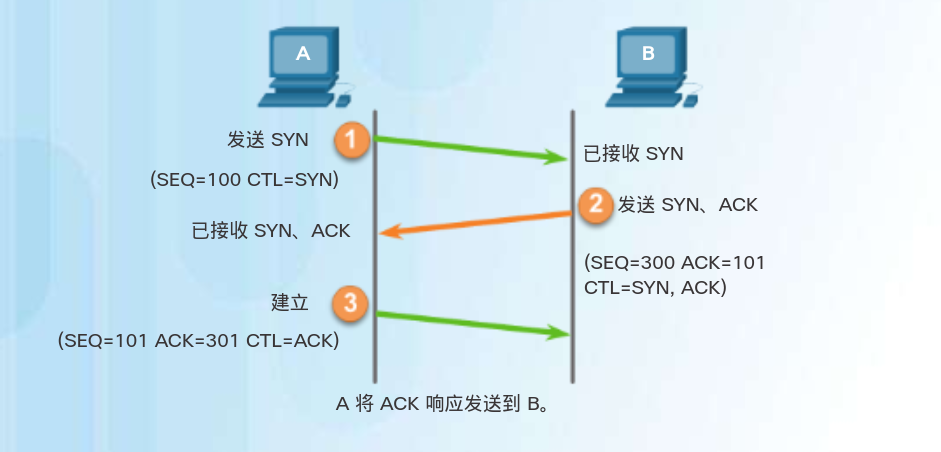 A
B
发送 SYN
1
已接收 SYN
(SEQ=100 CTL=SYN)
2
发送 SYN、ACK
已接收 SYN、ACK
(SEQ=300 ACK=101
CTL=SYN, ACK)
建立
3
(SEQ=101 ACK=301 CTL=ACK)
A 将 ACK 响应发送到 B。